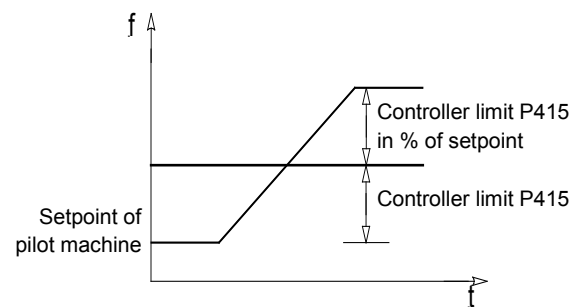 f
Controller limit P415
in % of setpoint
Controller limit P415
Setpoint of
pilot machine
t